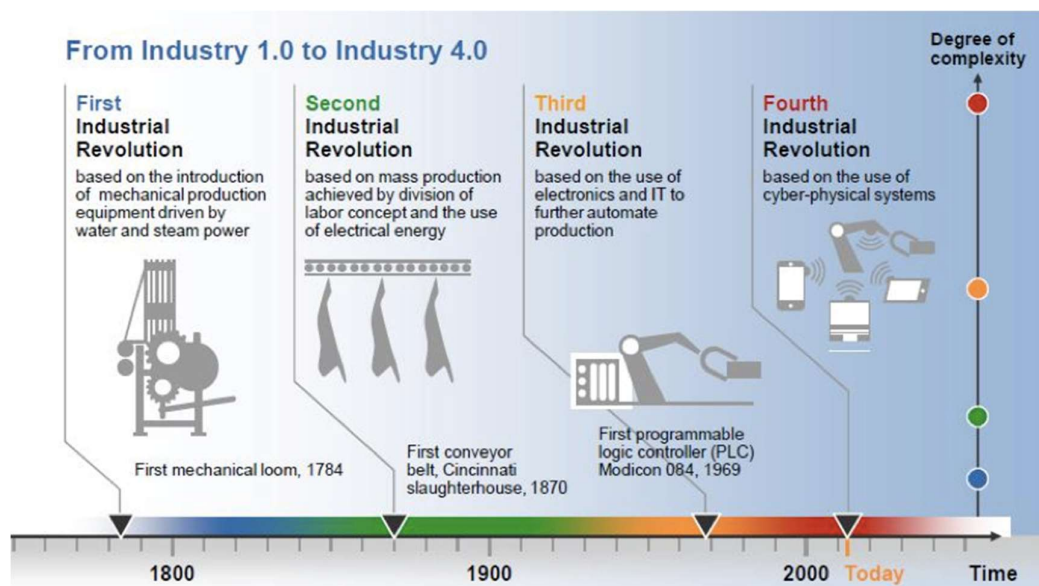 From Industry 1.0 to Industry 4.0
Degree of
complexity
First
Industrial
Revolution
based on the introduction
of mechanical production
equipment driven by
water and steam power
First mechanical loom, 1784
Second
Industrial
Revolution
based on mass production
achieved by division of
labor concept and the use
of electrical energy
First conveyor
belt, Cincinnati
slaughterhouse, 1870
Third
Industrial
Revolution
based on the use of
electronics and IT to
further automate
production
First programmable
logic controller (PLC)
Modicon 084, 1969
Fourth
Industrial
Revolution
based on the use of
cyber-physical systems
1800
1900
2000
Today
Time